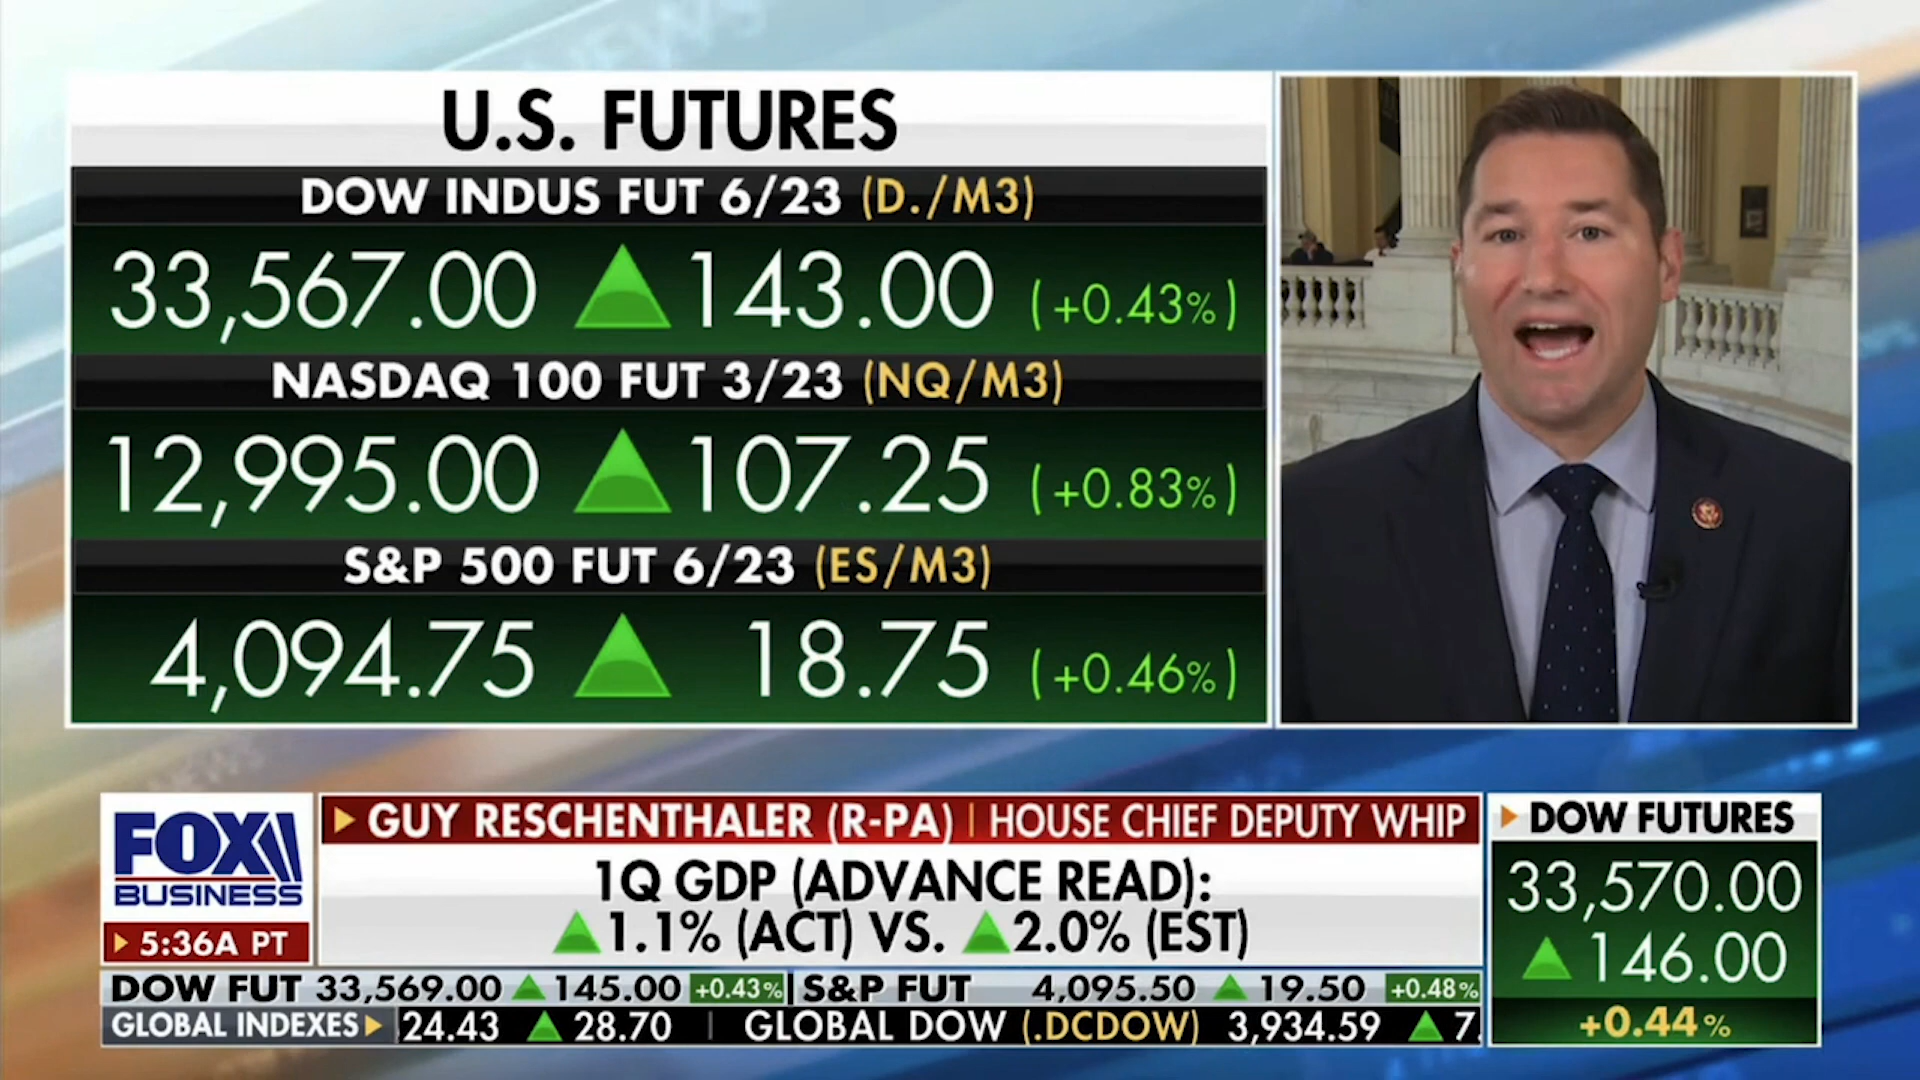 U.S. FUTURES
DOW INDUS FUT 6/23 (D./M3)
33,567.00 ▲ 143.00 (+0.43%)
NASDAQ 100 FUT 3/23 (NQ/M3)
12,995.00 ▲ 107.25 (+0.83%)
S&P 500 FUT 6/23 (ES/M3)
4,094.75 ▲ 18.75 (+0.46%)
FOX
BUSINESS
5:36A PT
GUY RESCHENTHALER (R-PA) | HOUSE CHIEF DEPUTY WHIP
1Q GDP (ADVANCE READ):
▲1.1% (ACT) VS. ▲2.0% (EST)
DOW FUTURES
33,570.00
▲ 146.00
+0.44%
DOW FUT 33,569.00 ▲ 145.00 +0.43% | S&P FUT 4,095.50 ▲ 19.50 +0.48%
GLOBAL INDEXES 24.43 ▲ 28.70 | GLOBAL DOW (.DCDOW) 3,934.59 ▲ 7.